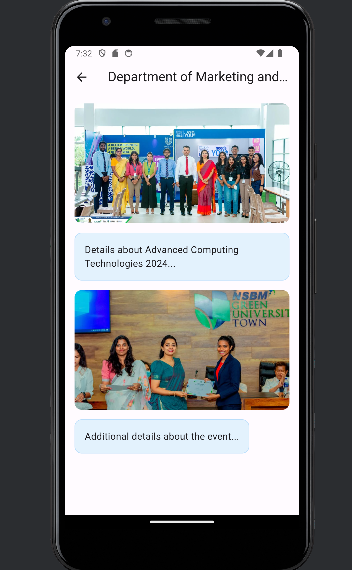 7:32
Department of Marketing and...
Details about Advanced Computing
Technologies 2024...
NSBM
GREEN
UNIVERSIT
TOWN
Additional details about the event...